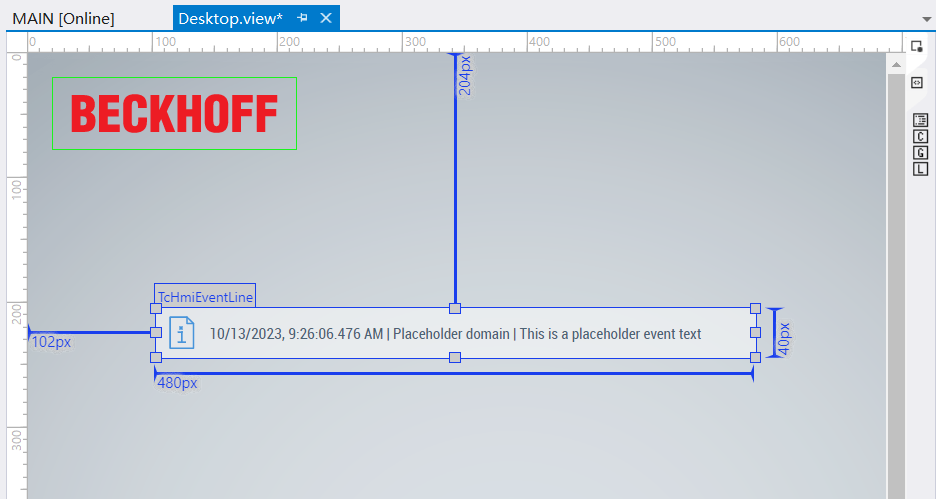 MAIN [Online]
Desktop.view*
0 100 200 300 400 500 600
0
204px
BECKHOFF
C
G
L
100
TcHmiEventLine
200
10/13/2023, 9:26:06.476 AM | Placeholder domain | This is a placeholder event text
40px
102px
480px
300